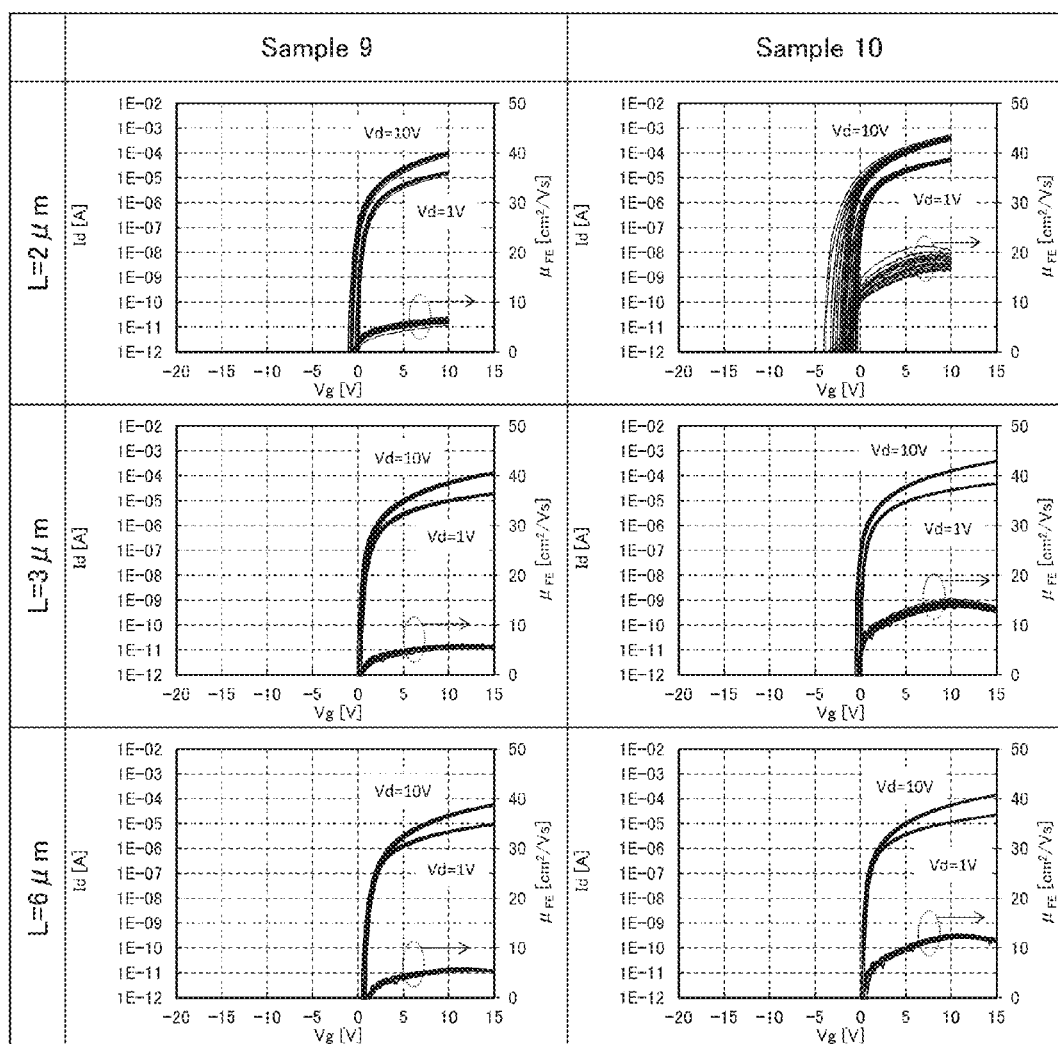 Sample 9
Sample 10
L=2μm
1E-02
1E-03
1E-04
1E-05
1E-06
1E-07
1E-08
1E-09
1E-10
1E-11
1E-12
Id [A]
Vd=10V
Vd=1V
50
40
30
20
10
0
μFE [cm²/Vs]
-20 -15 -10 -5 0 5 10 15
Vg [V]
1E-02
1E-03
1E-04
1E-05
1E-06
1E-07
1E-08
1E-09
1E-10
1E-11
1E-12
Id [A]
Vd=10V
Vd=1V
50
40
30
20
10
0
μFE [cm²/Vs]
-20 -15 -10 -5 0 5 10 15
Vg [V]
L=3μm
1E-02
1E-03
1E-04
1E-05
1E-06
1E-07
1E-08
1E-09
1E-10
1E-11
1E-12
Id [A]
Vd=10V
Vd=1V
50
40
30
20
10
0
μFE [cm²/Vs]
-20 -15 -10 -5 0 5 10 15
Vg [V]
1E-02
1E-03
1E-04
1E-05
1E-06
1E-07
1E-08
1E-09
1E-10
1E-11
1E-12
Id [A]
Vd=10V
Vd=1V
50
40
30
20
10
0
μFE [cm²/Vs]
-20 -15 -10 -5 0 5 10 15
Vg [V]
L=6μm
1E-02
1E-03
1E-04
1E-05
1E-06
1E-07
1E-08
1E-09
1E-10
1E-11
1E-12
Id [A]
Vd=10V
Vd=1V
50
40
30
20
10
0
μFE [cm²/Vs]
-20 -15 -10 -5 0 5 10 15
Vg [V]
1E-02
1E-03
1E-04
1E-05
1E-06
1E-07
1E-08
1E-09
1E-10
1E-11
1E-12
Id [A]
Vd=10V
Vd=1V
50
40
30
20
10
0
μFE [cm²/Vs]
-20 -15 -10 -5 0 5 10 15
Vg [V]